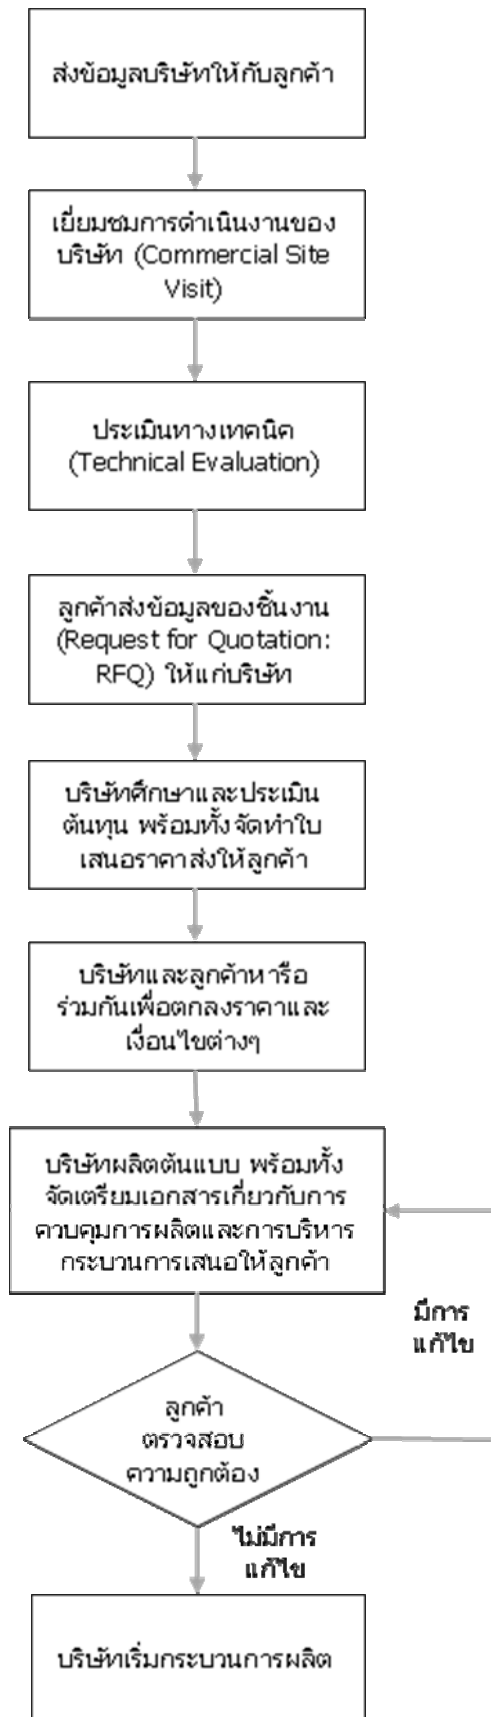 ส่งข้อมูลบริษัทให้กับลูกค้า
เยี่ยมชมการดำเนินงานของ
บริษัท (Commercial Site
Visit)
ประเมินทางเทคนิค
(Technical Evaluation)
ลูกค้าส่งข้อมูลของชิ้นงาน
(Request for Quotation:
RFQ) ให้แก่บริษัท
บริษัทศึกษาและประเมิน
ต้นทุน พร้อมทั้งจัดทำใบ
เสนอราคาส่งให้ลูกค้า
บริษัทและลูกค้าหารือ
ร่วมกันเพื่อตกลงราคาและ
เงื่อนไขต่างๆ
บริษัทผลิตต้นแบบ พร้อมทั้ง
จัดเตรียมเอกสารเกี่ยวกับการ
ควบคุมการผลิตและการบริหาร
กระบวนการเสนอให้ลูกค้า
มีการ
แก้ไข
ลูกค้า
ตรวจสอบ
ความถูกต้อง
ไม่มีการ
แก้ไข
บริษัทเริ่มกระบวนการผลิต